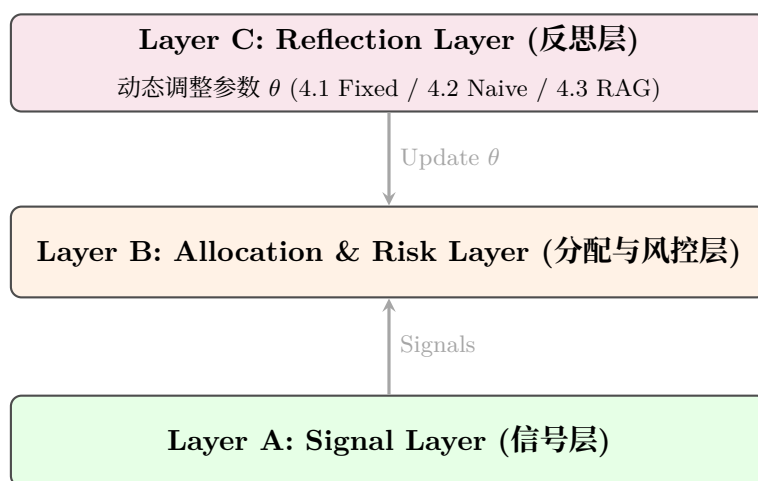 Layer C: Reflection Layer (反思层)
动态调整参数 θ (4.1 Fixed / 4.2 Naive / 4.3 RAG)
Update θ
Layer B: Allocation & Risk Layer (分配与风控层)
Signals
Layer A: Signal Layer (信号层)